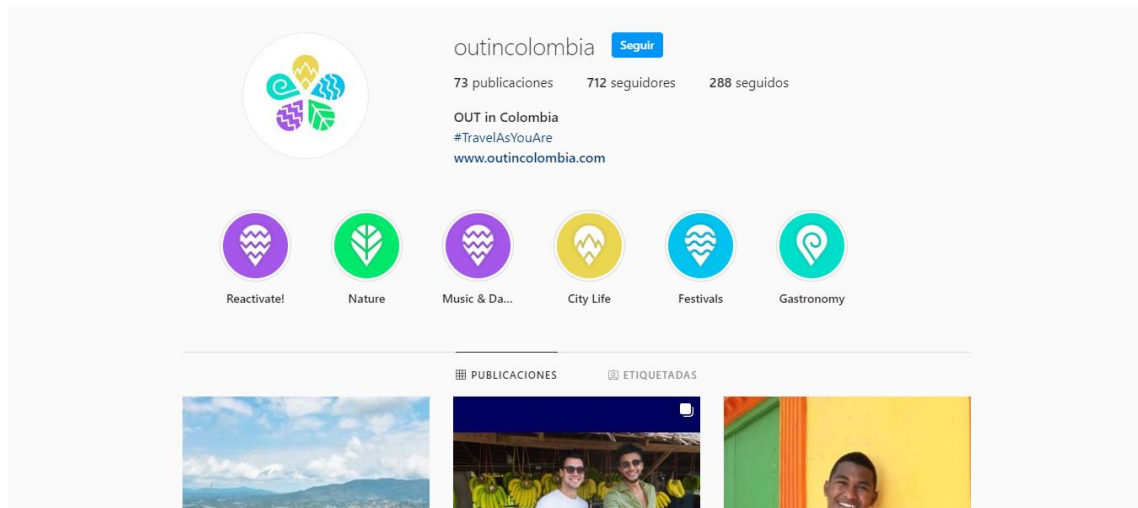 outincolombia Seguir
73 publicaciones 712 seguidores 288 seguidos
OUT in Colombia
#TravelAsYouAre
www.outincolombia.com
Reactivate! Nature Music & Da... City Life Festivals Gastronomy
PUBLICACIONES ETIQUETADAS